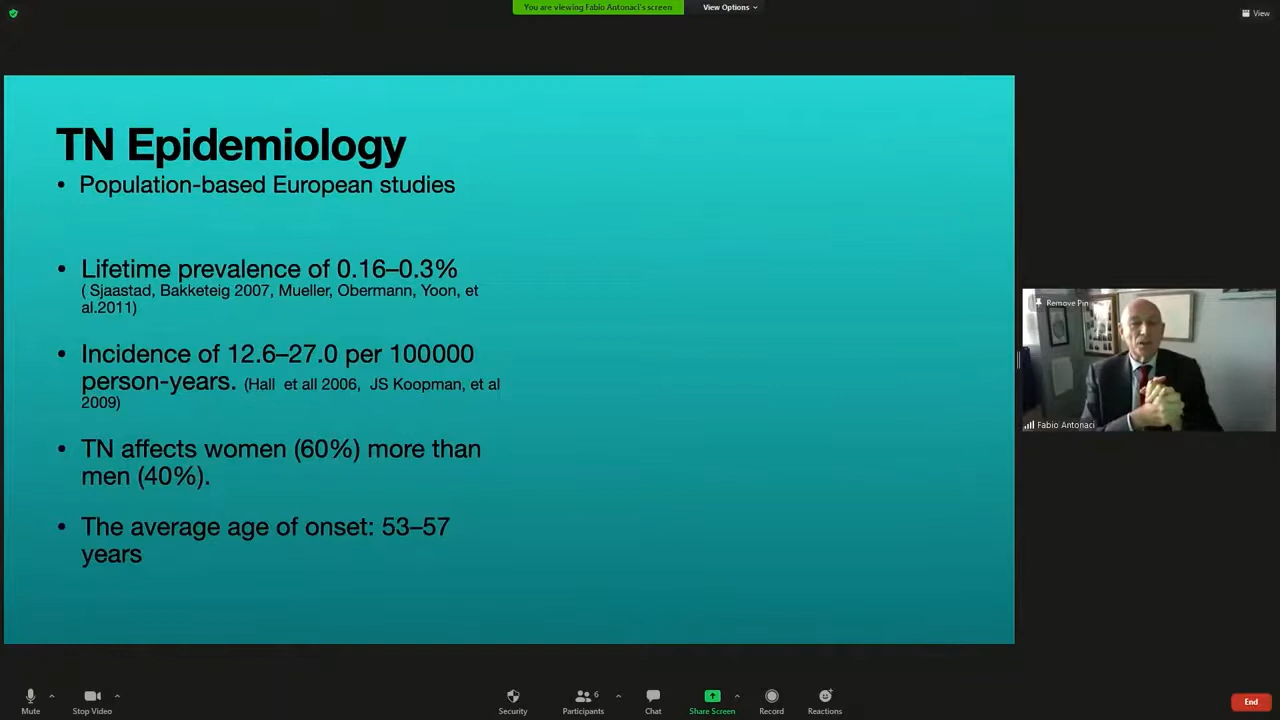 You are viewing Fabio Antonaci's screen
View Options
View
TN Epidemiology
• Population-based European studies
• Lifetime prevalence of 0.16–0.3%
( Sjaastad, Bakketeig 2007, Mueller, Obermann, Yoon, et
al.2011)
• Incidence of 12.6–27.0 per 100000
person-years. (Hall et all 2006, JS Koopman, et al
2009)
• TN affects women (60%) more than
men (40%).
• The average age of onset: 53–57
years
Remove Pin
Fabio Antonaci
Mute
Stop Video
Security
Participants
6
Chat
Share Screen
Record
Reactions
End